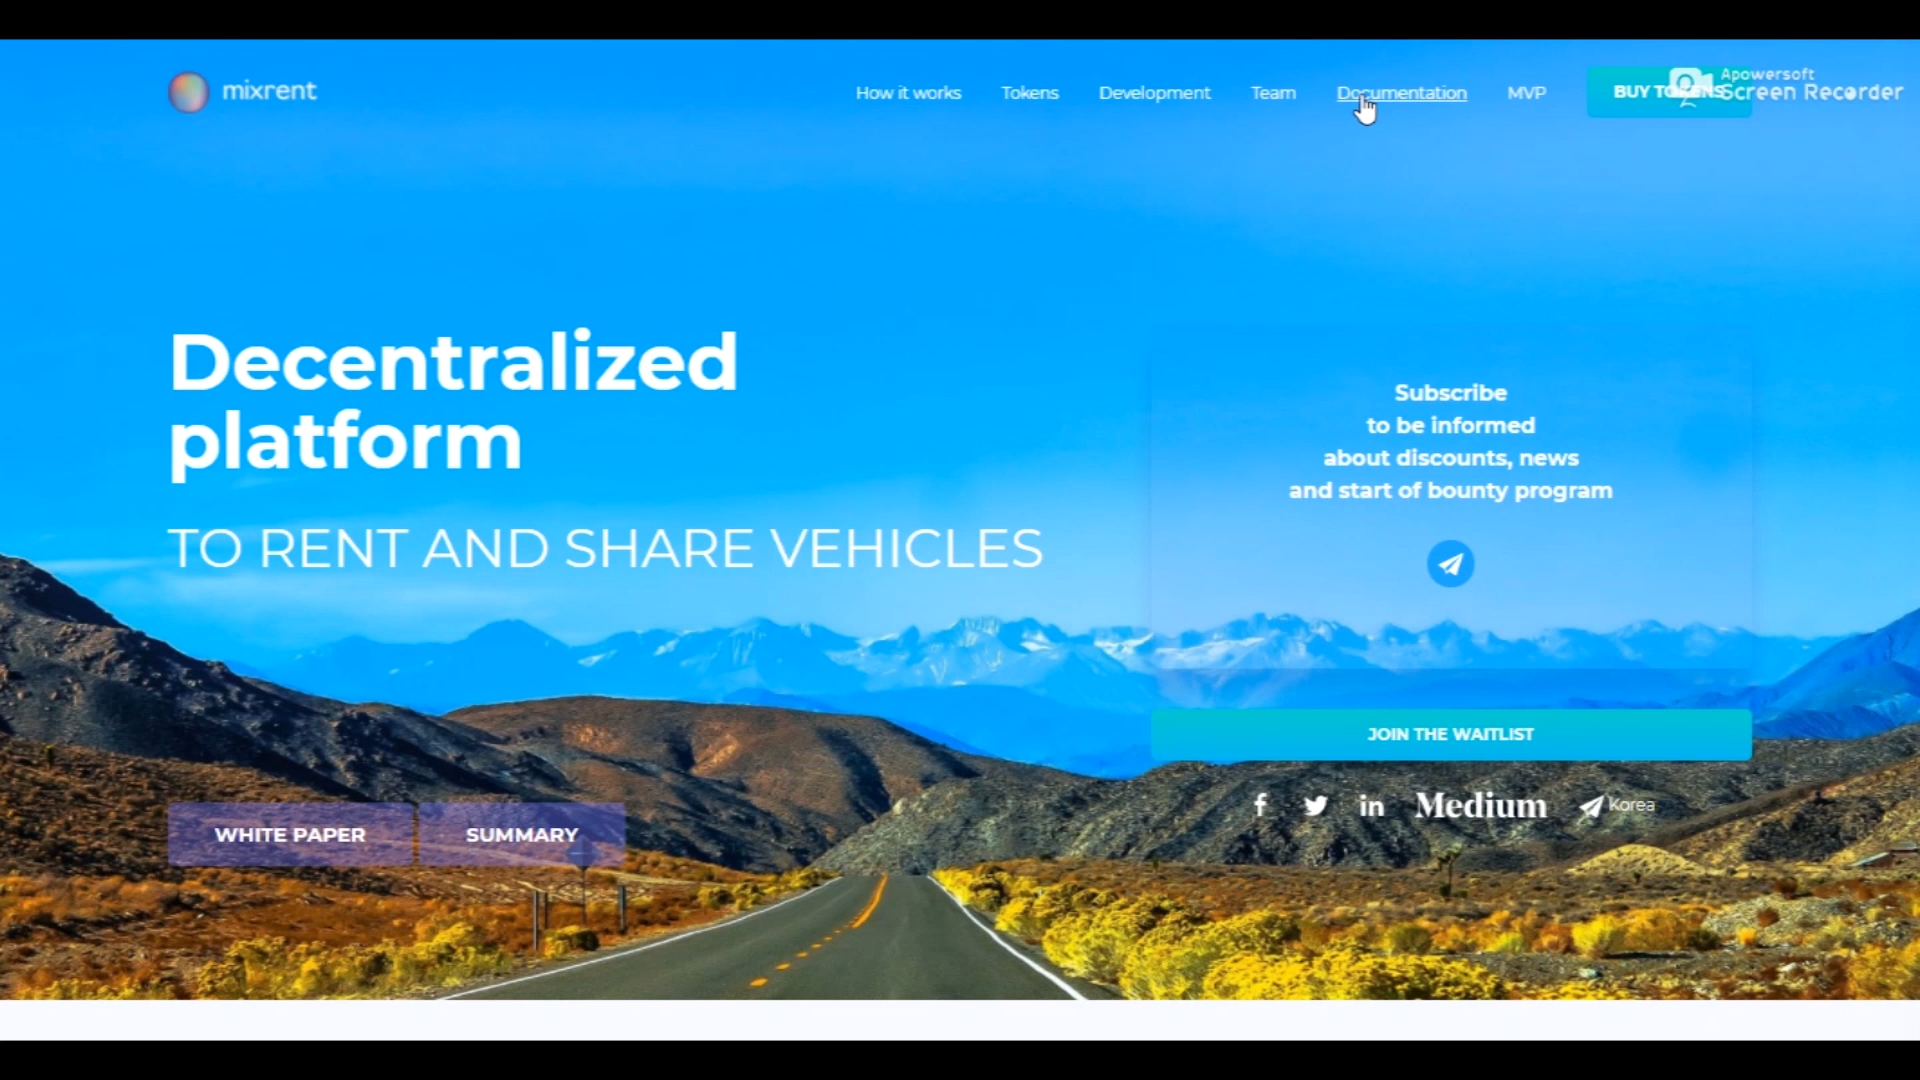 mixrent
How it works
Tokens
Development
Team
Documentation
MVP
BUY TOKENS
Apowersoft
Screen Recorder
Decentralized
platform
TO RENT AND SHARE VEHICLES
Subscribe
to be informed
about discounts, news
and start of bounty program
JOIN THE WAITLIST
Medium
Korea
WHITE PAPER
SUMMARY